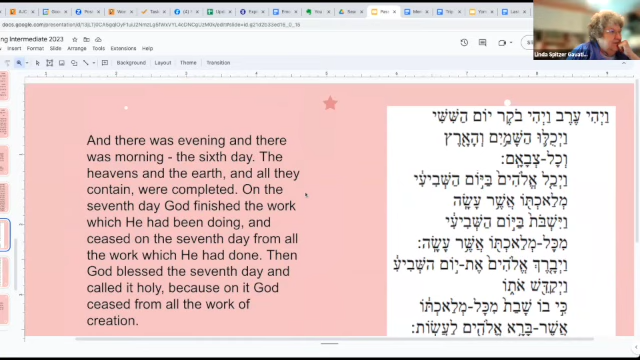 ing Intermediate 2023
Insert Format Slide Arrange Tools Extensions Help
Share
Background Layout Theme Transition
Linda Spitzer Gavati...
And there was evening and there
was morning - the sixth day. The
heavens and the earth, and all they
contain, were completed. On the
seventh day God finished the work
which He had been doing, and
ceased on the seventh day from all
the work which He had done. Then
God blessed the seventh day and
called it holy, because on it God
ceased from all the work of
creation.
וַיְהִי עֶרֶב וַיְהִי בֹקֶר יוֹם הַשִּׁשִּׁי
וַיְכֻלּוּ הַשָּׁמַיִם וְהָאָרֶץ
וְכָל-צְבָאָם:
וַיְכַל אֱלֹהִים בַּיּוֹם הַשְּׁבִיעִי
מְלַאכְתּוֹ אֲשֶׁר עָשָׂה
וַיִּשְׁבֹּת בַּיּוֹם הַשְּׁבִיעִי
מִכָּל-מְלַאכְתּוֹ אֲשֶׁר עָשָׂה:
וַיְבָרֶךְ אֱלֹהִים אֶת-יוֹם הַשְּׁבִיעִי
וַיְקַדֵּשׁ אֹתוֹ
כִּי בוֹ שָׁבַת מִכָּל-מְלַאכְתּוֹ
אֲשֶׁר-בָּרָא אֱלֹהִים לַעֲשׂוֹת: